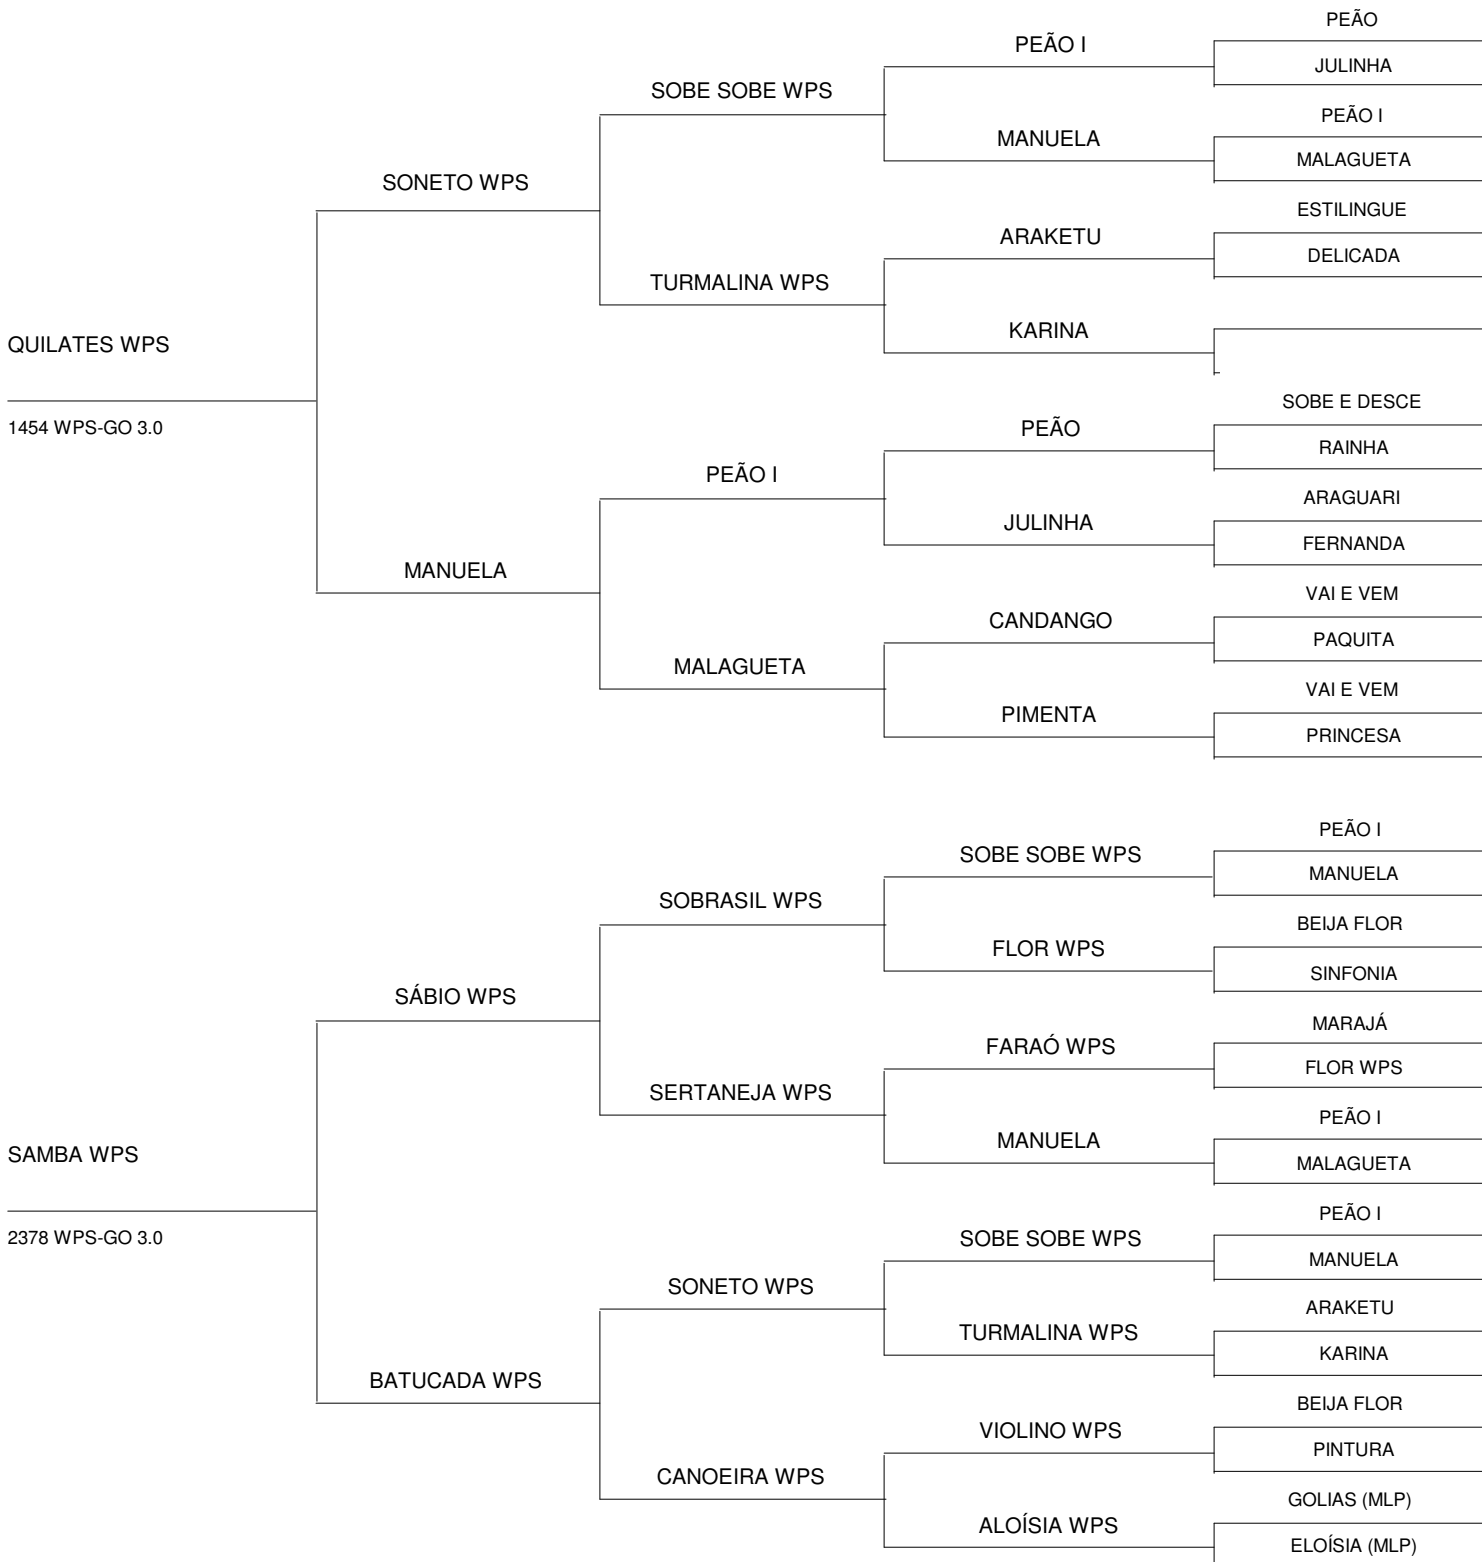 PEÃO
PEÃO I
JULINHA
SOBE SOBE WPS
PEÃO I
MANUELA
MALAGUETA
SONETO WPS
ESTILINGUE
ARAKETU
DELICADA
TURMALINA WPS
KARINA
QUILATES WPS
SOBE E DESCE
1454 WPS-GO 3.0
PEÃO
RAINHA
PEÃO I
ARAGUARI
JULINHA
FERNANDA
MANUELA
VAI E VEM
CANDANGO
PAQUITA
MALAGUETA
VAI E VEM
PIMENTA
PRINCESA
PEÃO I
SOBE SOBE WPS
MANUELA
SOBRASIL WPS
BEIJA FLOR
FLOR WPS
SINFONIA
SÁBIO WPS
MARAJÁ
FARAÓ WPS
FLOR WPS
SERTANEJA WPS
PEÃO I
MANUELA
SAMBA WPS
MALAGUETA
PEÃO I
2378 WPS-GO 3.0
SOBE SOBE WPS
MANUELA
SONETO WPS
ARAKETU
TURMALINA WPS
KARINA
BATUCADA WPS
BEIJA FLOR
VIOLINO WPS
PINTURA
CANOEIRA WPS
GOLIAS (MLP)
ALOÍSIA WPS
ELOÍSIA (MLP)